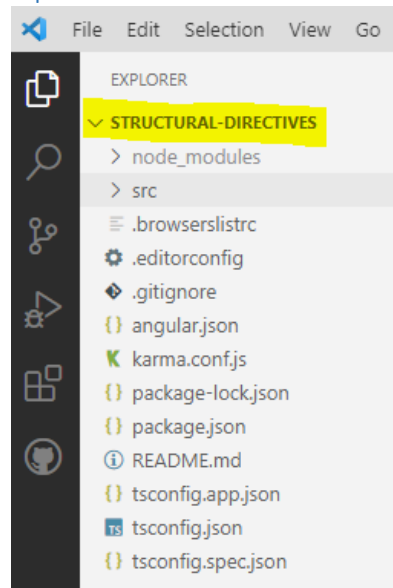 File Edit Selection View Go
EXPLORER
STRUCTURAL-DIRECTIVES
node_modules
src
.browserslistrc
.editorconfig
.gitignore
{} angular.json
karma.conf.js
{} package-lock.json
{} package.json
README.md
{} tsconfig.app.json
TS tsconfig.json
{} tsconfig.spec.json